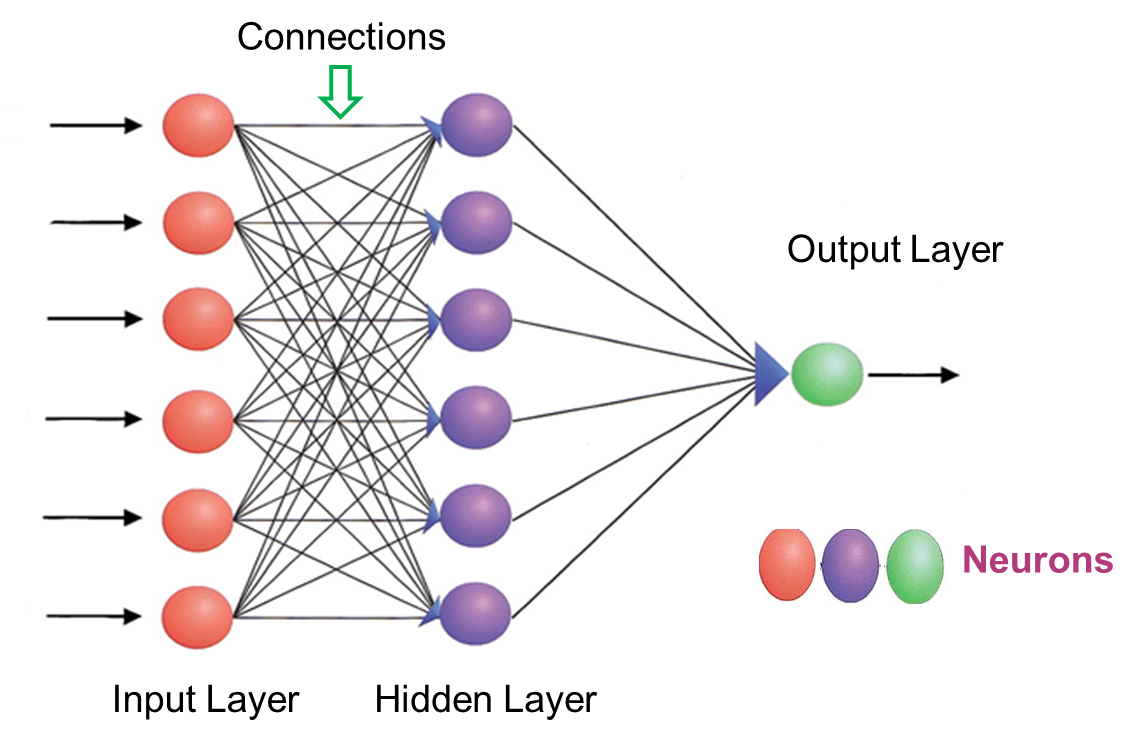 Connections
Output Layer
Neurons
Input Layer
Hidden Layer